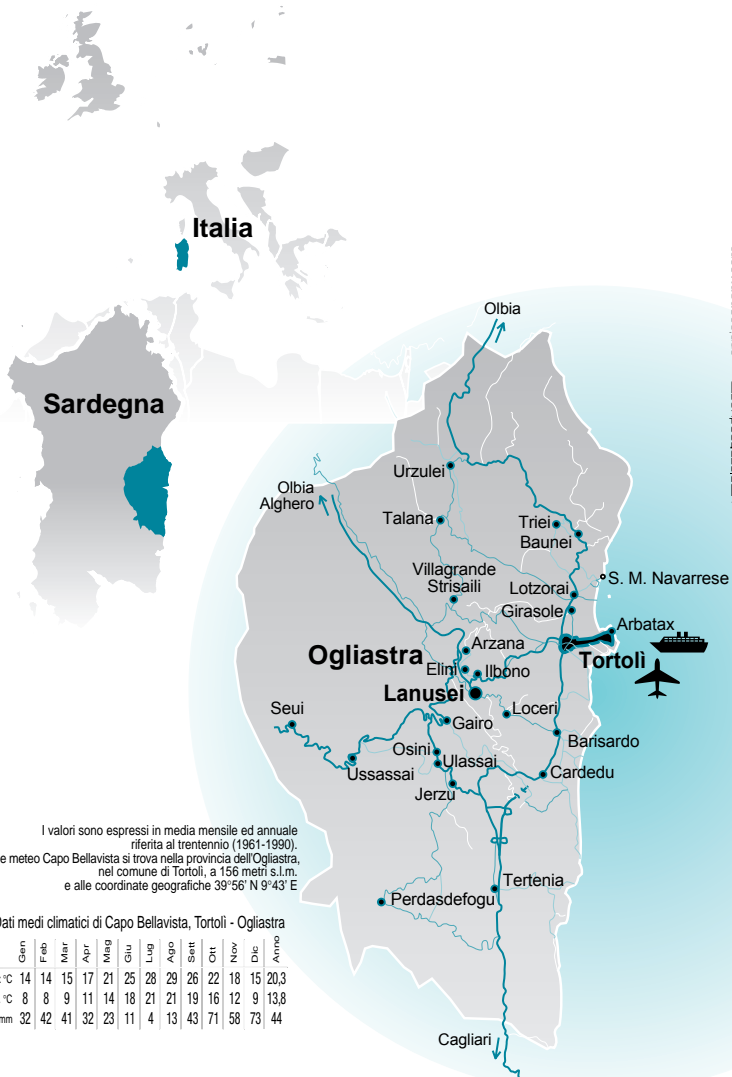 Italia
Sardegna
Olbia
Urzulei
Olbia
Alghero
Talana
Triei
Baunei
Villagrande
Strisaili
Lotzorai
S. M. Navarrese
Girasole
Arbatax
Ogliastra
Arzana
Tortolì
Elini
Ilbono
Lanusei
Seui
Loceri
Gairo
Barisardo
Osini
Ulassai
Ussassai
Cardedu
Jerzu
I valori sono espressi in media mensile ed annuale
riferita al trentennio (1961-1990).
e meteo Capo Bellavista si trova nella provincia dell'Ogliastra,
nel comune di Tortolì, a 156 metri s.l.m.
e alle coordinate geografiche 39°56' N 9°43' E
Tertenia
Perdasdefogu
Dati medi climatici di Capo Bellavista, Tortolì - Ogliastra
Gen Feb Mar Apr Mag Giu Lug Ago Sett Ott Nov Dic Anno
°C 14 14 15 17 21 25 28 29 26 22 18 15 20,3
°C 8 8 9 11 14 18 21 21 19 16 12 9 13,8
mm 32 42 41 32 23 11 4 13 43 71 58 73 44
Cagliari